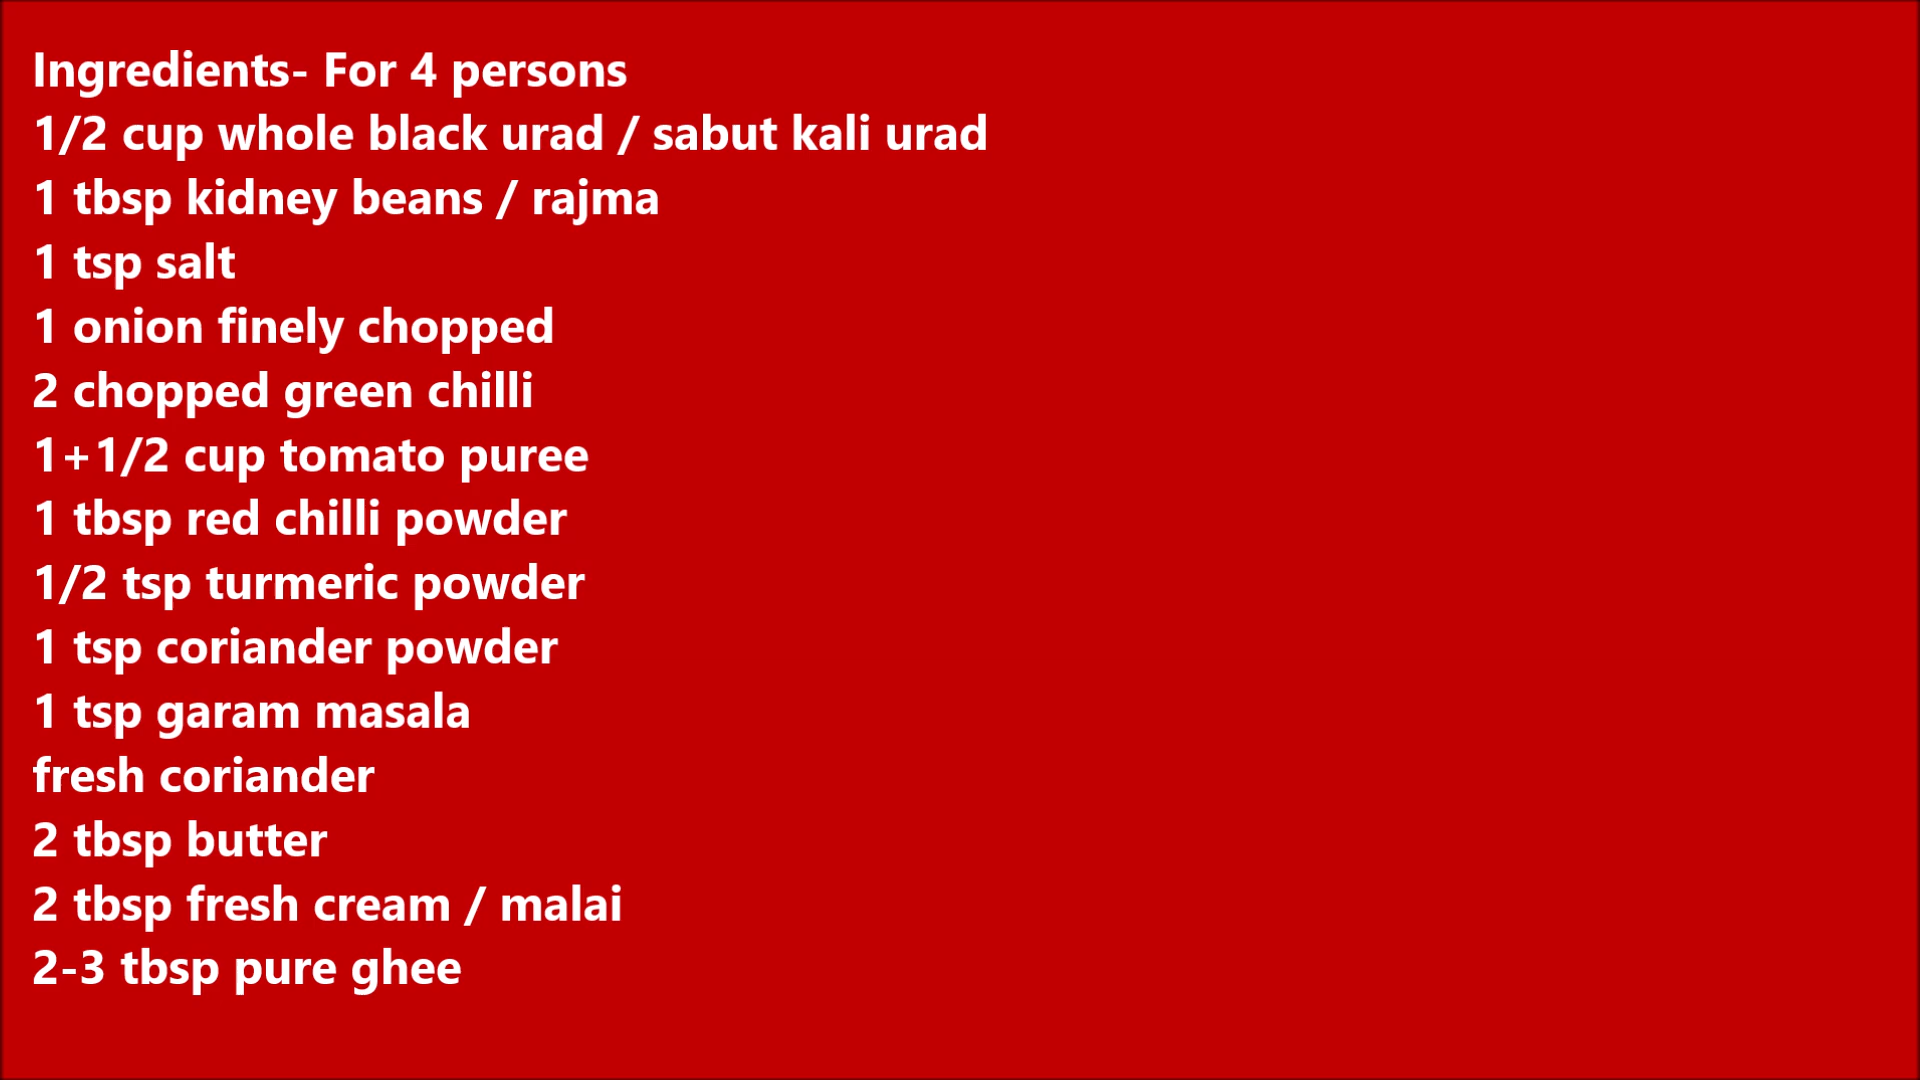 Ingredients- For 4 persons
1/2 cup whole black urad / sabut kali urad
1 tbsp kidney beans / rajma
1 tsp salt
1 onion finely chopped
2 chopped green chilli
1+1/2 cup tomato puree
1 tbsp red chilli powder
1/2 tsp turmeric powder
1 tsp coriander powder
1 tsp garam masala
fresh coriander
2 tbsp butter
2 tbsp fresh cream / malai
2-3 tbsp pure ghee